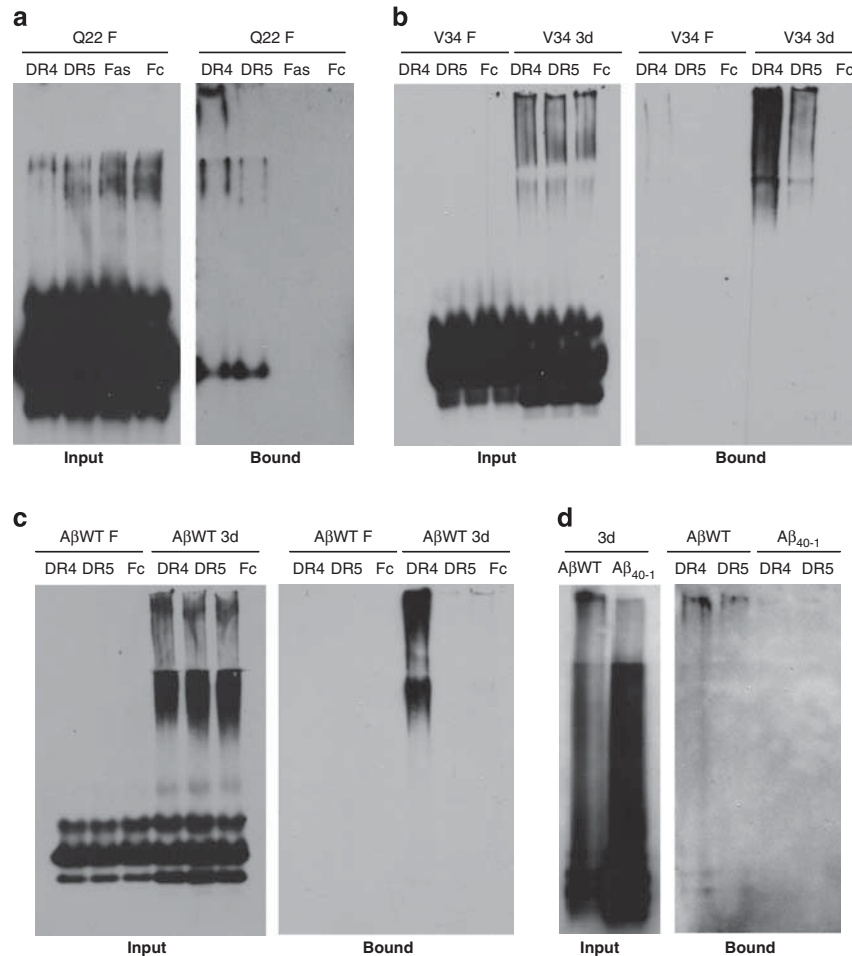 a
Q22 F Q22 F
DR4 DR5 Fas Fc DR4 DR5 Fas Fc
Input Bound
b
V34 F V34 3d V34 F V34 3d
DR4 DR5 Fc DR4 DR5 Fc DR4 DR5 Fc DR4 DR5 Fc
Input Bound
c
AβWT F AβWT 3d AβWT F AβWT 3d
DR4 DR5 Fc DR4 DR5 Fc DR4 DR5 Fc DR4 DR5 Fc
Input Bound
d
3d AβWT Aβ40-1
AβWT Aβ40-1 DR4 DR5 DR4 DR5
Input Bound